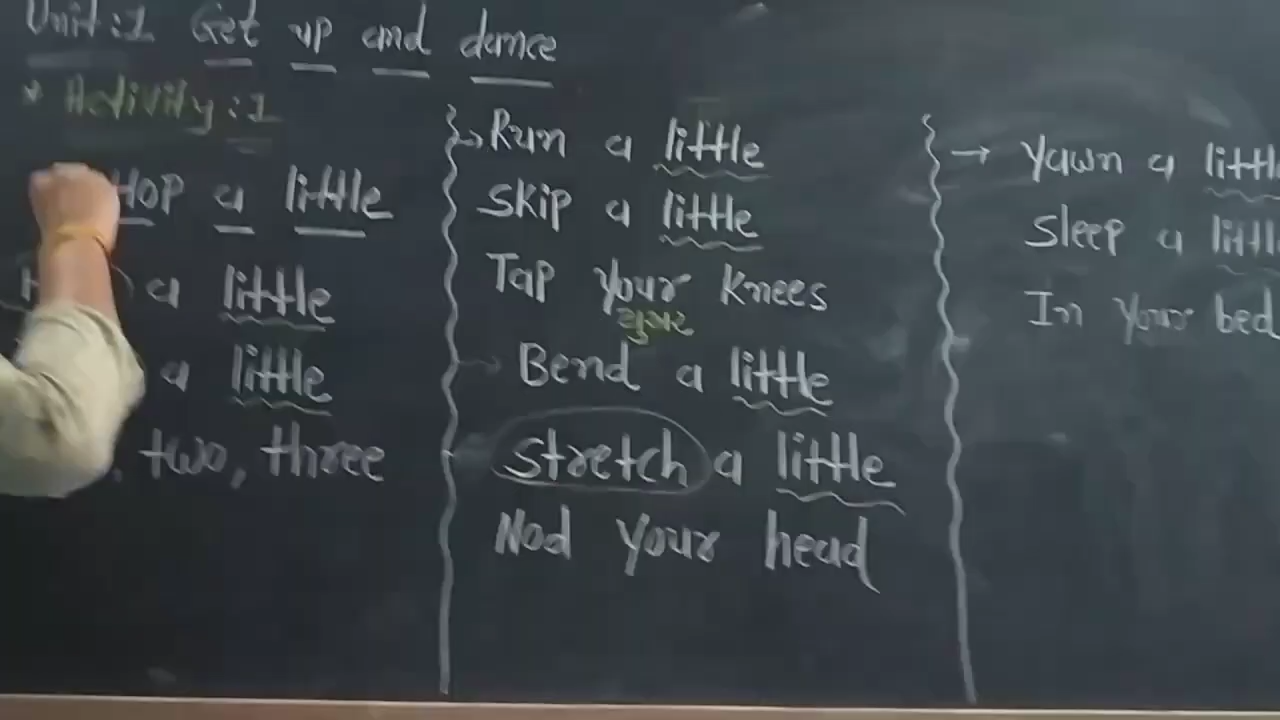 Unit:1 Get up and dance
* Activity:1
Hop a little
a little
a little
two, three
→ Run a little
Skip a little
Tap your Knees
યુઅર
→ Bend a little
stretch a little
Nod your head
→ Yawn a little
Sleep a little
In your bed